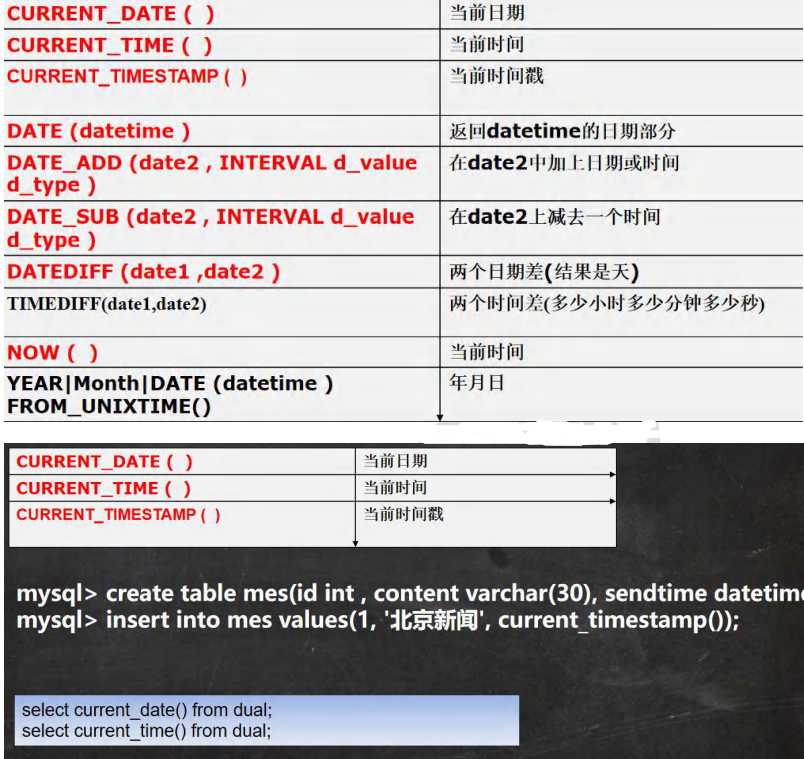 CURRENT_DATE ( ) 当前日期
CURRENT_TIME ( ) 当前时间
CURRENT_TIMESTAMP ( ) 当前时间戳
DATE (datetime ) 返回datetime的日期部分
DATE_ADD (date2 , INTERVAL d_value 在date2中加上日期或时间
d_type )
DATE_SUB (date2 , INTERVAL d_value 在date2上减去一个时间
d_type )
DATEDIFF (date1 ,date2 ) 两个日期差(结果是天)
TIMEDIFF(date1,date2) 两个时间差(多少小时多少分钟多少秒)
NOW ( ) 当前时间
YEAR|Month|DATE (datetime ) 年月日
FROM_UNIXTIME()
CURRENT_DATE ( ) 当前日期
CURRENT_TIME ( ) 当前时间
CURRENT_TIMESTAMP ( ) 当前时间戳
mysql> create table mes(id int , content varchar(30), sendtime datetime
mysql> insert into mes values(1, '北京新闻', current_timestamp());
select current_date() from dual;
select current_time() from dual;